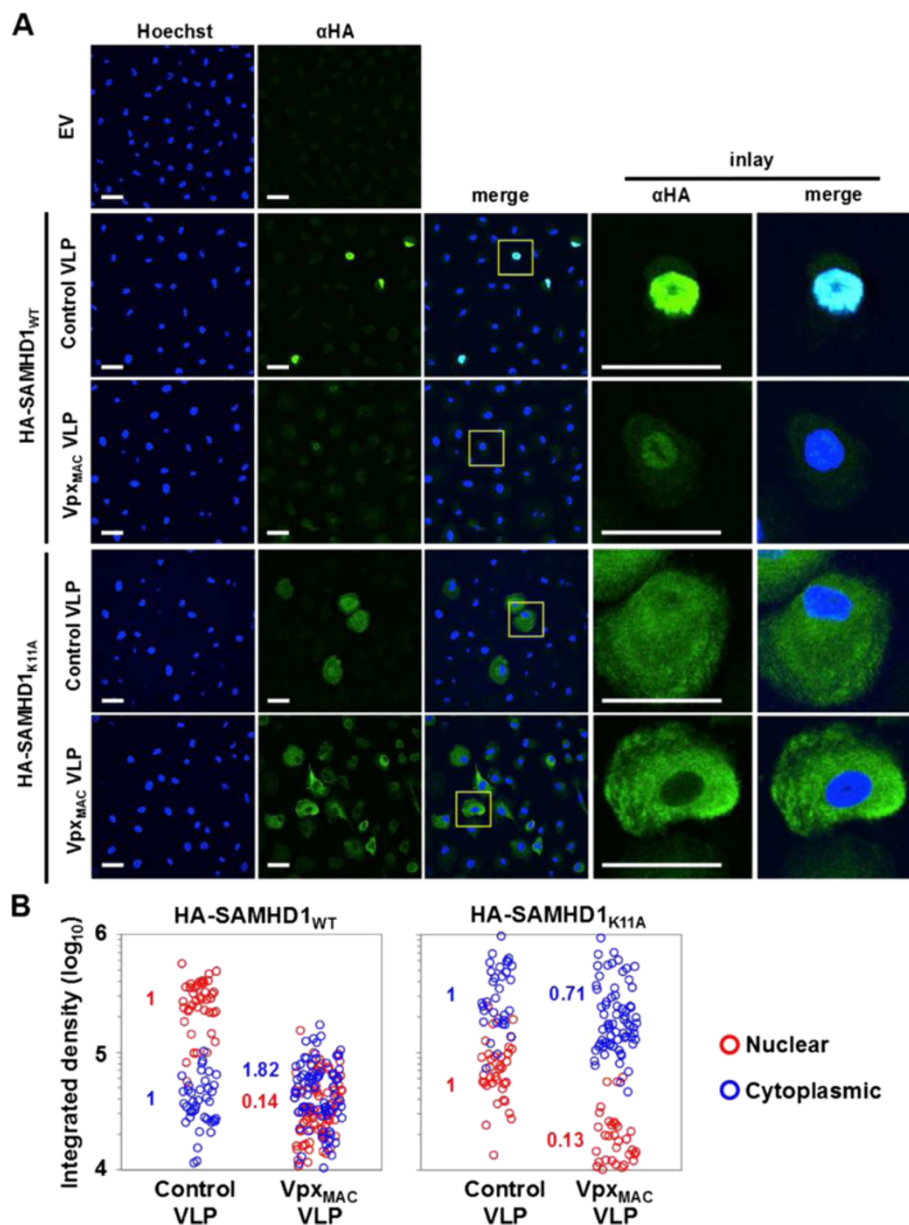 A
Hoechst
αHA
EV
inlay
merge
αHA
merge
HA-SAMHD1WT
Control VLP
VpxMAC VLP
HA-SAMHD1K11A
Control VLP
VpxMAC VLP
B
HA-SAMHD1WT
HA-SAMHD1K11A
Integrated density (log10)
6
5
4
1
1
1.82
0.14
1
1
0.71
0.13
Nuclear
Cytoplasmic
Control
VLP
VpxMAC
VLP
Control
VLP
VpxMAC
VLP